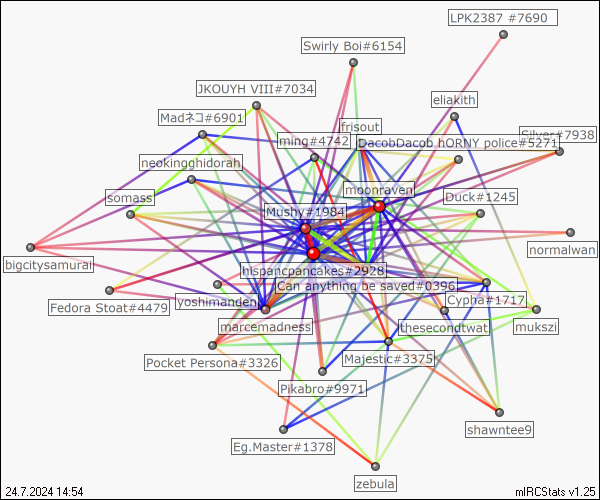 LPK2387 #7690
Swirly Boi#6154
JKOUYH VIII#7034
eliakith
Madネコ#6901
frisout
Silver#7938
ming#4742
DacobDacob hORNY police#5271
neokingghidorah
moonraven
somass
Duck#1245
Mushy#1984
normalwan
bigcitysamurai
hispancpancakes#2928
Can anything be saved#0396
Fedora Stoat#4479
yoshimanden
Cypha#1717
marcemadness
thesecondtwat
mukszi
Pocket Persona#3326
Majestic#3375
Pikabro#9971
shawntee9
Eg.Master#1378
zebula
24.7.2024 14:54
mIRCStats v1.25